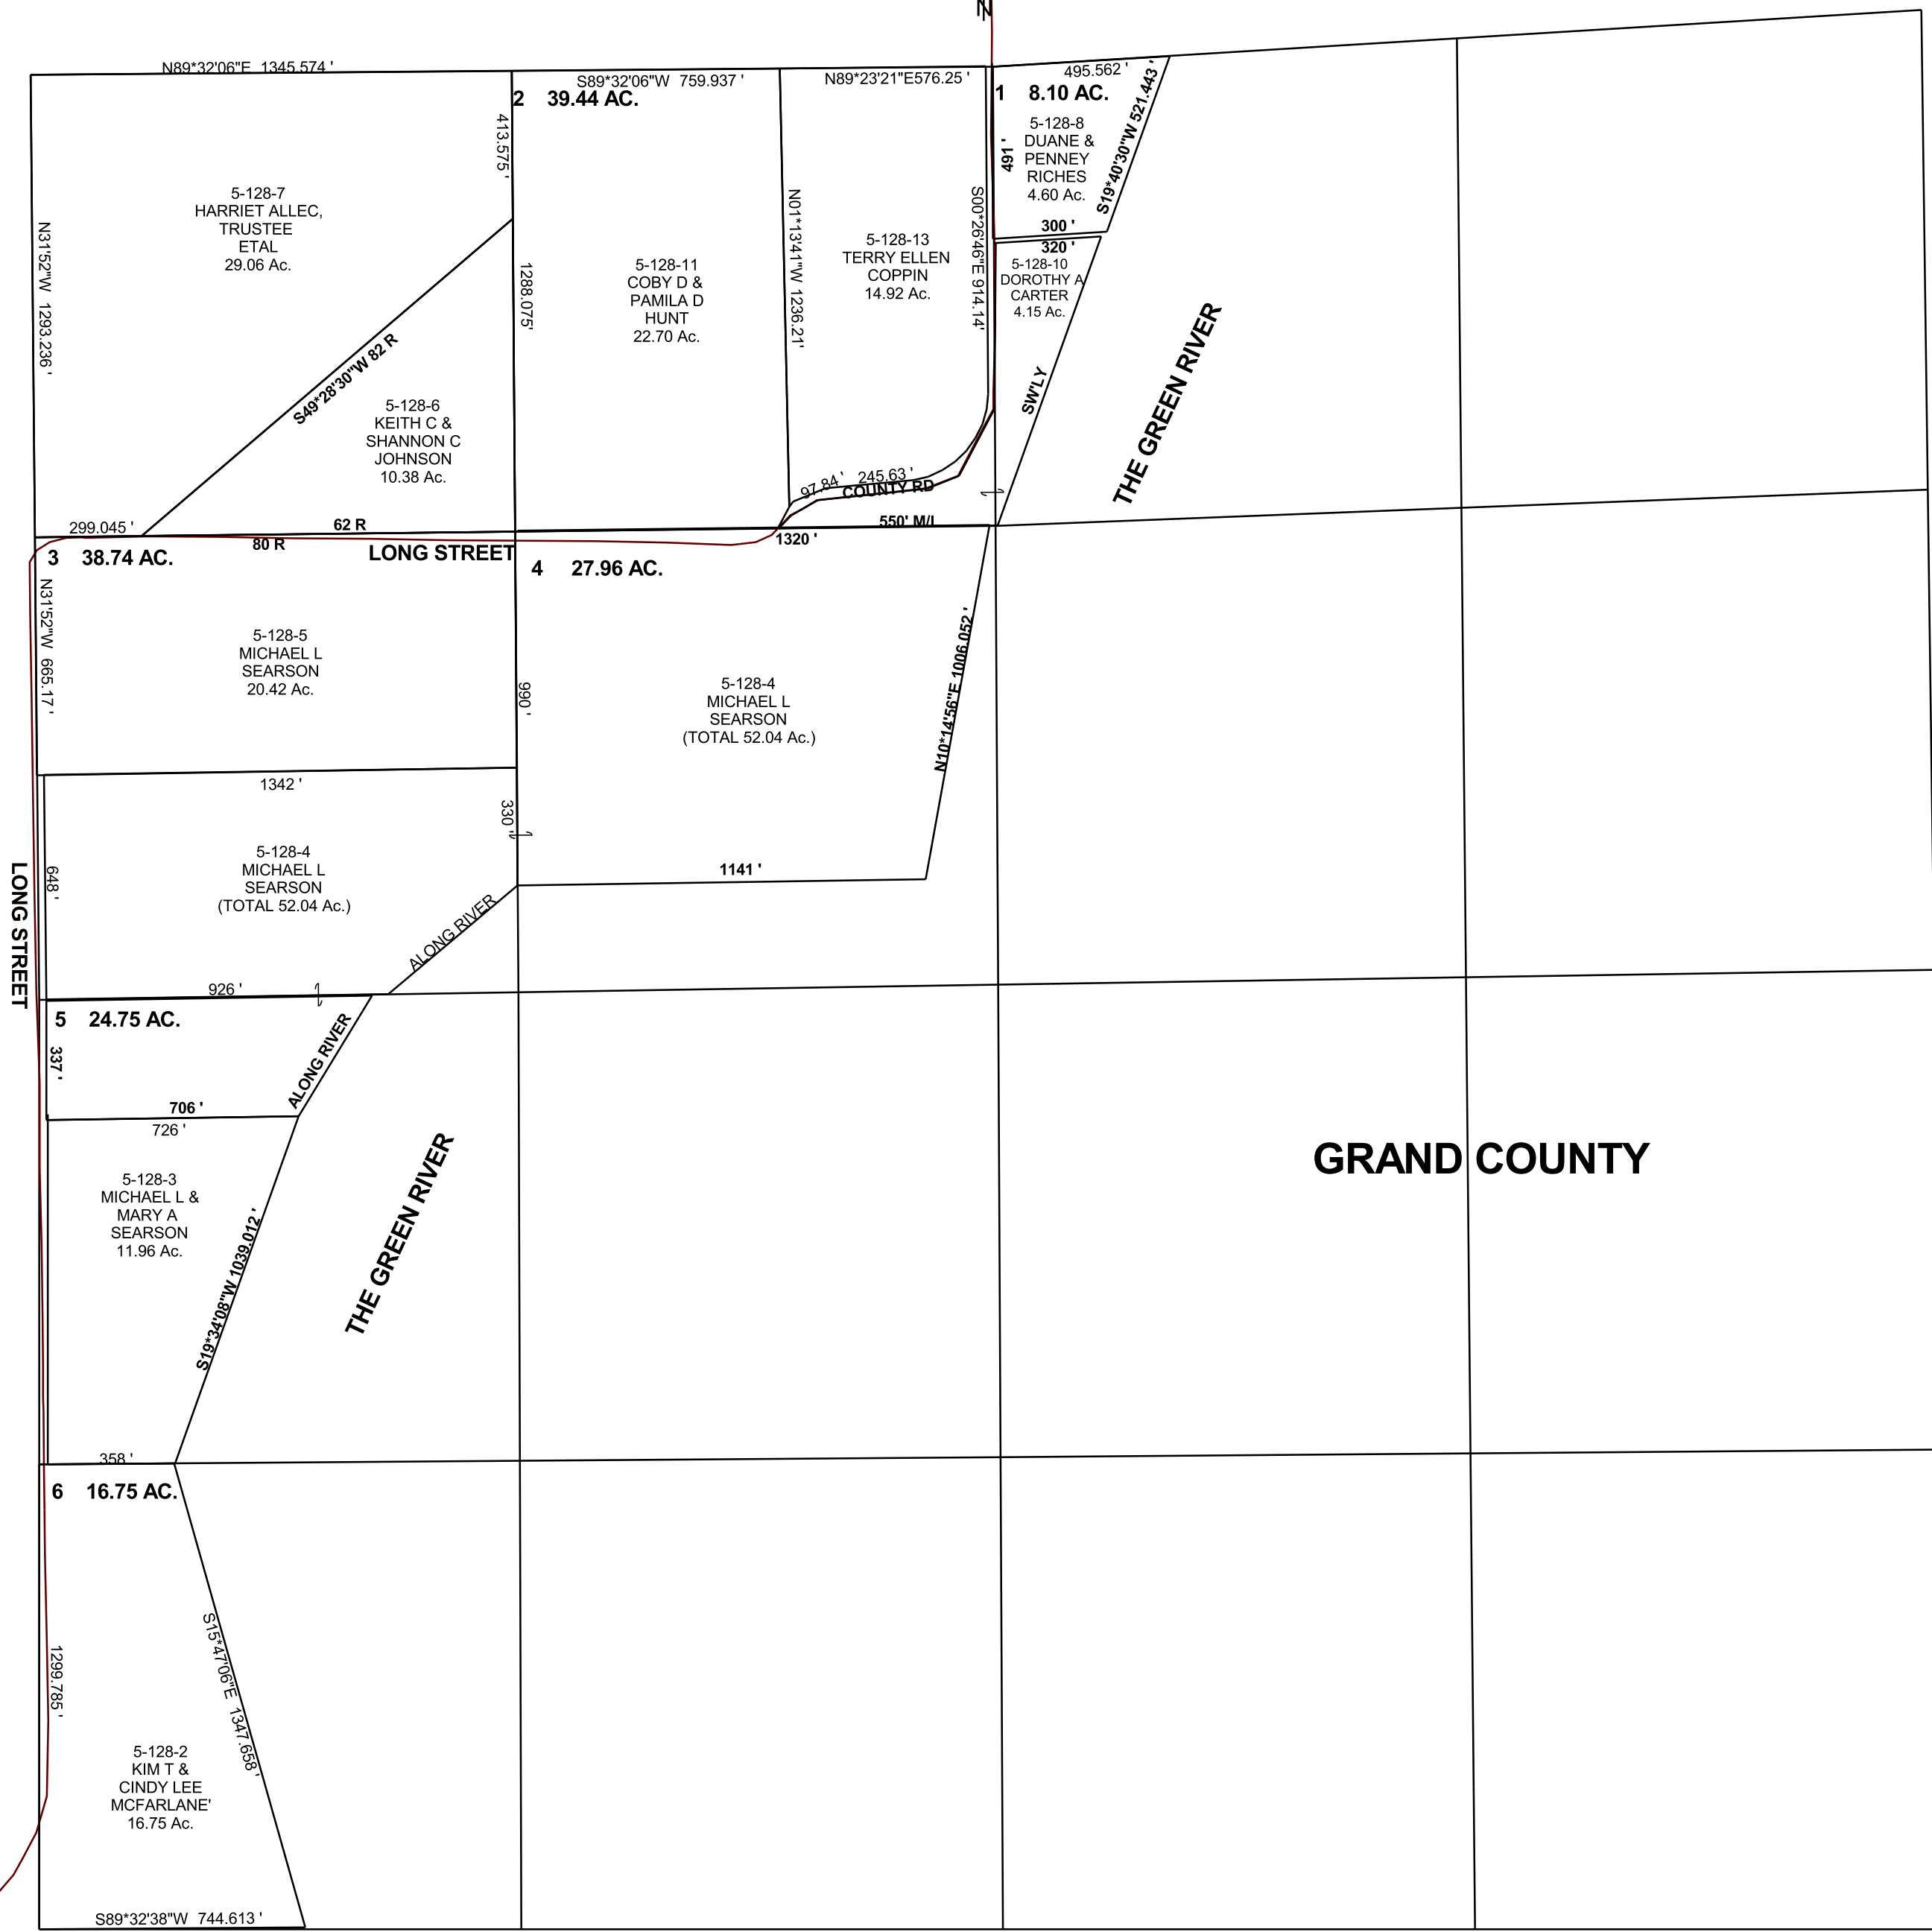 N
N89*32'06"E 1345.574 '
S89*32'06"W 759.937 '
N89*23'21"E576.25 '
495.562 '
2 39.44 AC.
1 8.10 AC.
413.575 '
491 '
S19*40'30"W 521.443 '
5-128-8
DUANE &
PENNEY
RICHES
4.60 Ac.
5-128-7
HARRIET ALLEC,
TRUSTEE
ETAL
29.06 Ac.
N31'52"W 1293.236 '
N01*13'41"W 1236.21'
S00*26'46"E 914.14'
300 '
320 '
5-128-13
TERRY ELLEN
COPPIN
14.92 Ac.
5-128-11
COBY D &
PAMILA D
HUNT
22.70 Ac.
1288.075'
5-128-10
DOROTHY A
CARTER
4.15 Ac.
S49*28'30"W 82 R
SW'LY
THE GREEN RIVER
5-128-6
KEITH C &
SHANNON C
JOHNSON
10.38 Ac.
97.84 '
245.63 '
COUNTY RD
299.045 '
62 R
550' M/L
80 R
LONG STREET
1320 '
3 38.74 AC.
4 27.96 AC.
N31'52"W 665.17 '
5-128-5
MICHAEL L
SEARSON
20.42 Ac.
990 '
5-128-4
MICHAEL L
SEARSON
(TOTAL 52.04 Ac.)
N10*14'56"E 1006.052 '
1342 '
330 '
648 '
5-128-4
MICHAEL L
SEARSON
(TOTAL 52.04 Ac.)
1141 '
LONG STREET
ALONG RIVER
926 '
5 24.75 AC.
337 '
ALONG RIVER
706 '
726 '
5-128-3
MICHAEL L &
MARY A
SEARSON
11.96 Ac.
S19*34'08"W 1039.012 '
THE GREEN RIVER
GRAND COUNTY
358 '
6 16.75 AC.
1299.785 '
S15*47'06"E 1347.658 '
5-128-2
KIM T &
CINDY LEE
MCFARLANE'
16.75 Ac.
S89*32'38"W 744.613 '